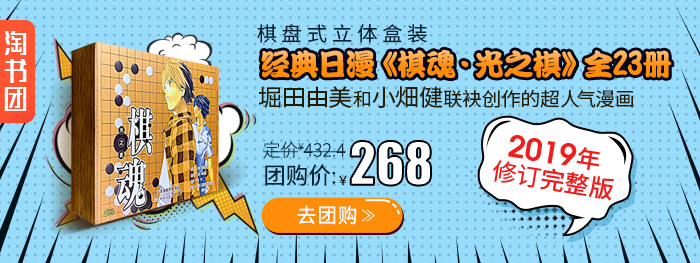 淘书团
棋盘式立体盒装
经典日漫《棋魂·光之棋》全23册
堀田由美和小畑健联袂创作的超人气漫画
定价:¥432.4
团购价:¥268
去团购 »
2019年
修订完整版
棋魂